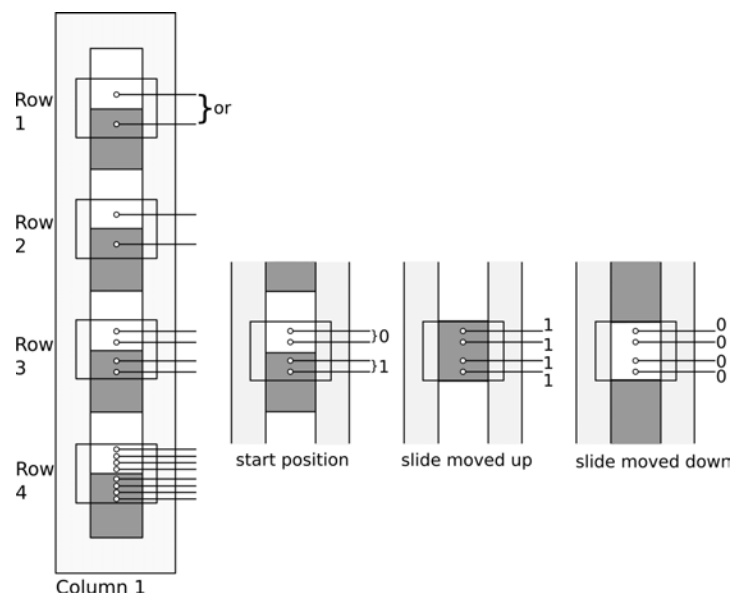 Row
1
or
Row
2
Row
3
Row
4
Column 1
}0
}1
start position
1
1
1
1
slide moved up
0
0
0
0
slide moved down